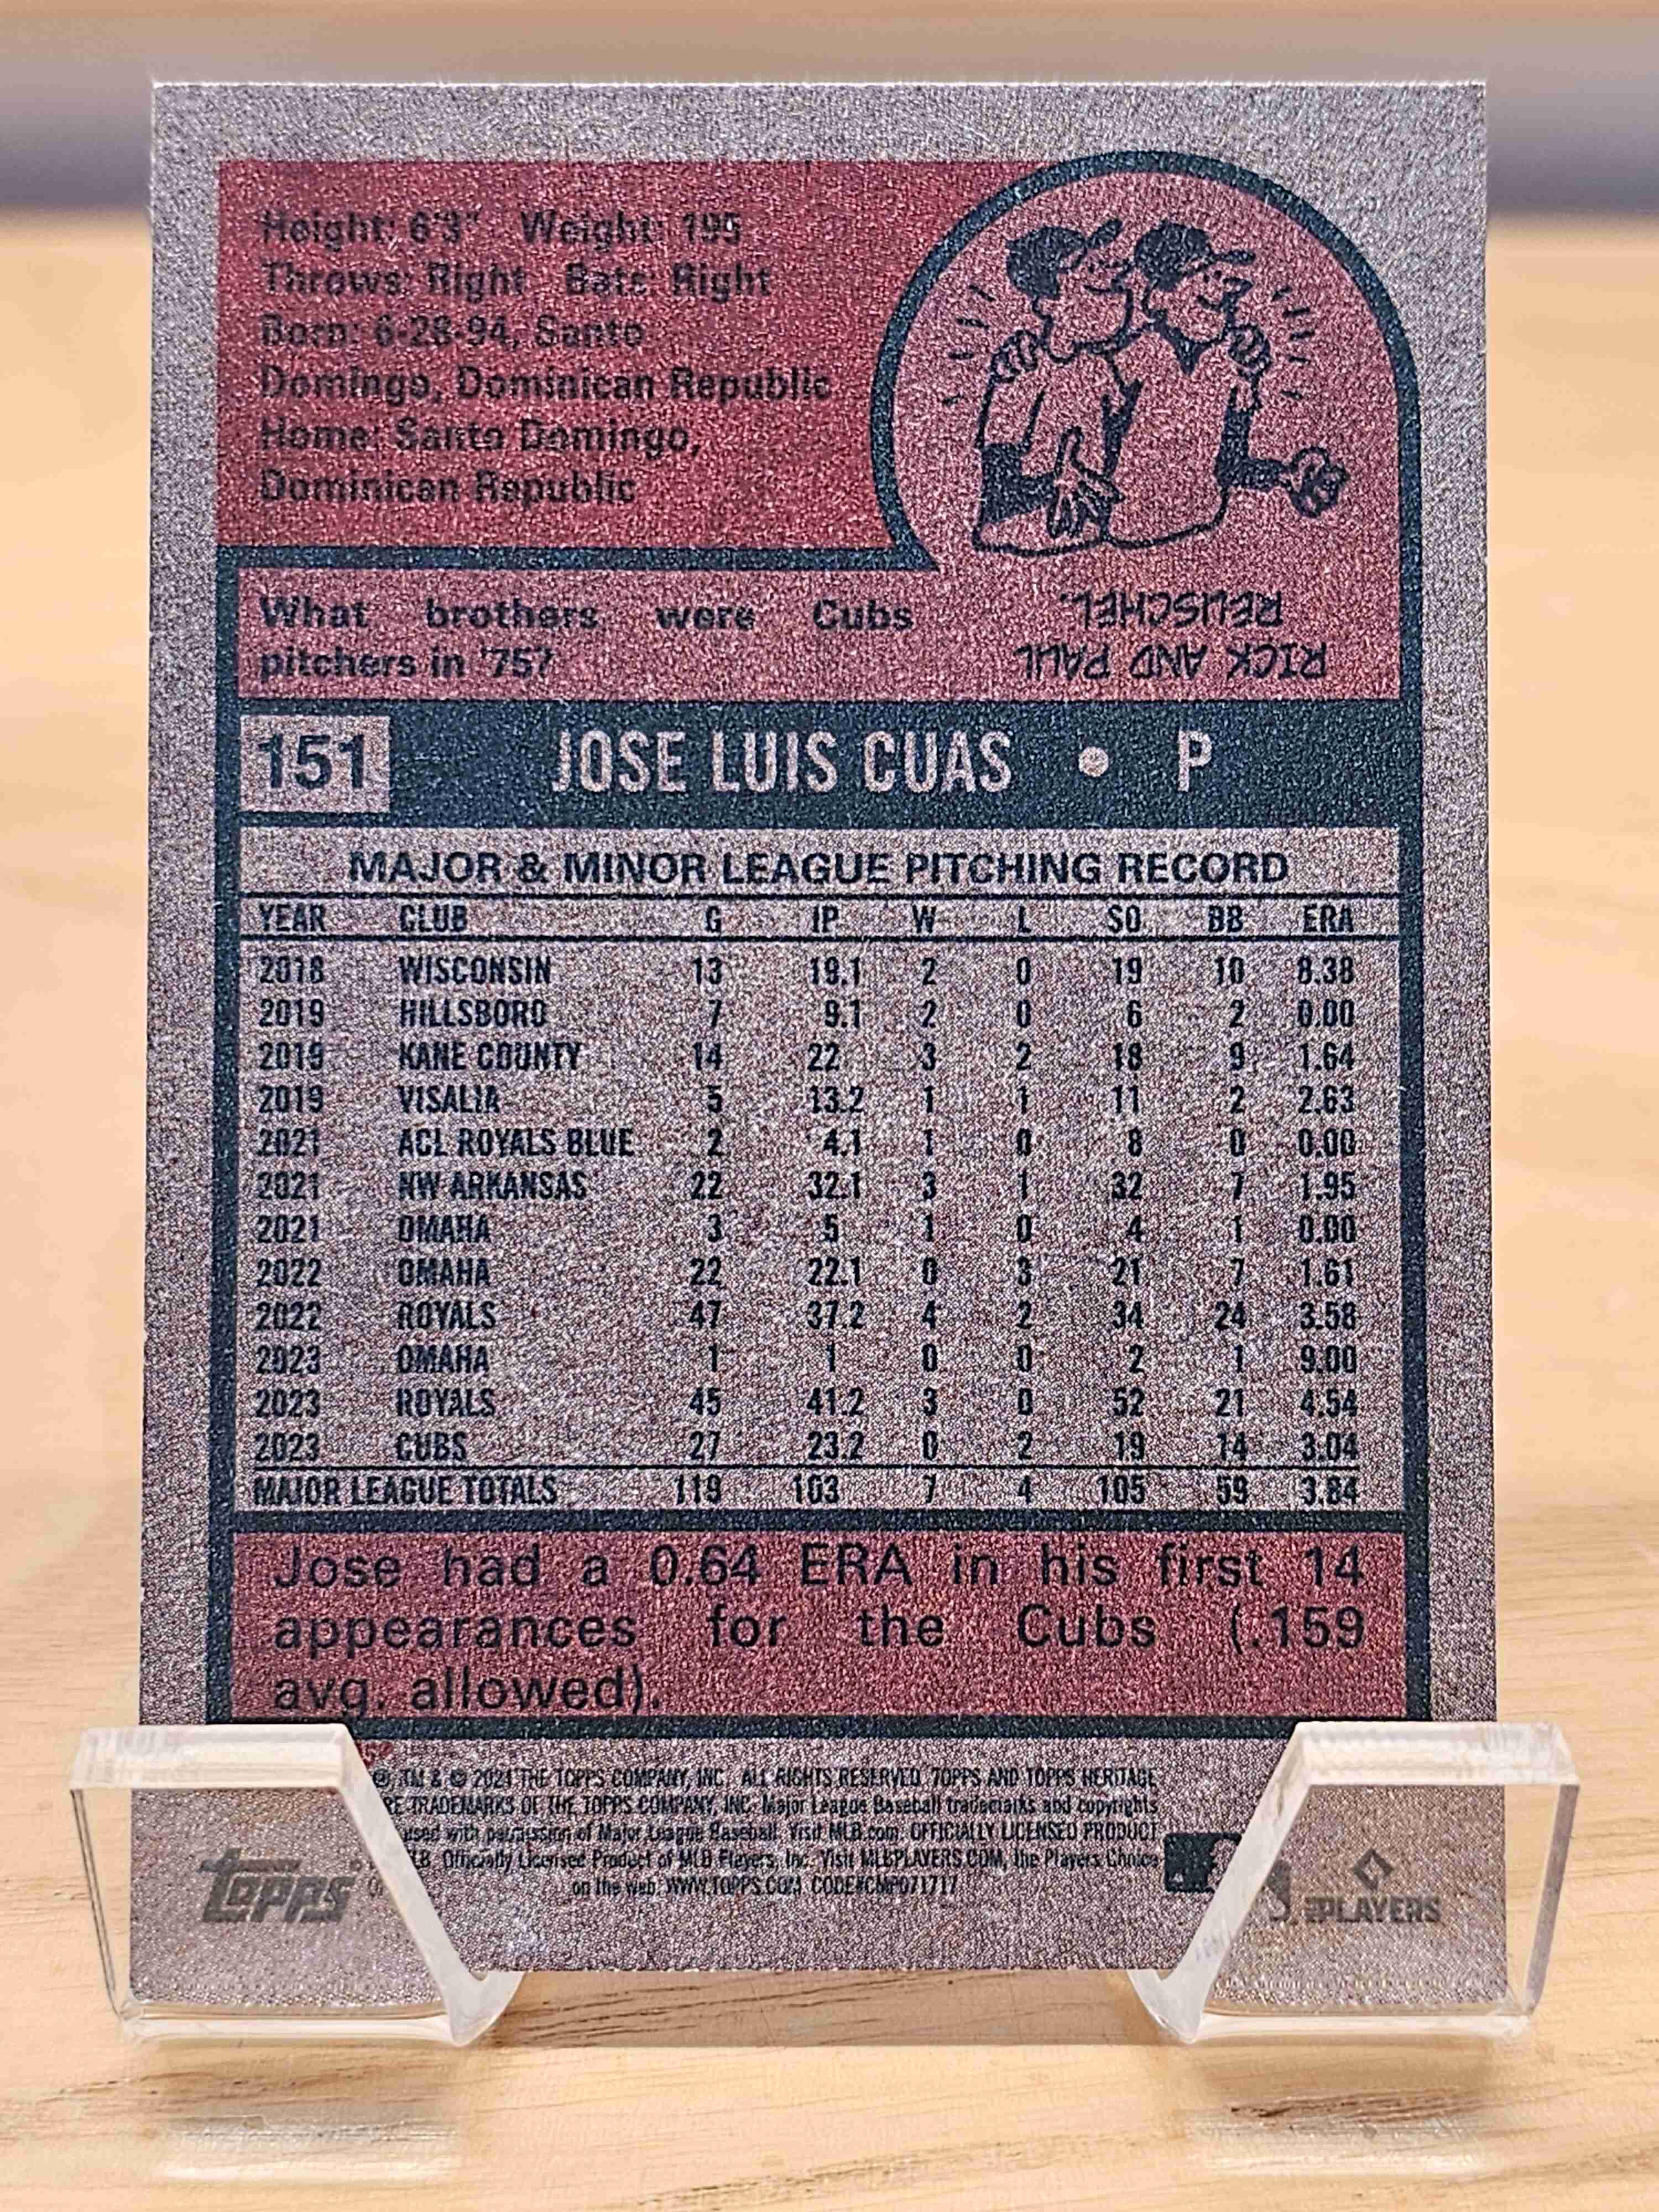 Height: 6'3" Weight: 195
Throws: Right Bats: Right
Born: 6-28-94, Santo
Domingo, Dominican Republic
Home: Santo Domingo,
Dominican Republic
What brothers were Cubs
pitchers in '75?
RICK AND PAUL
REUSCHEL.
151 JOSE LUIS CUAS • P
MAJOR & MINOR LEAGUE PITCHING RECORD
YEAR CLUB G IP W L SO BB ERA
2018 WISCONSIN 13 19.1 2 0 19 10 8.38
2019 HILLSBORO 7 9.1 2 0 6 2 0.00
2019 KANE COUNTY 14 22 3 2 18 9 1.64
2019 VISALIA 5 13.2 1 1 11 2 2.63
2021 ACL ROYALS BLUE 2 4.1 1 0 8 0 0.00
2021 NW ARKANSAS 22 32.1 3 1 32 7 1.95
2021 OMAHA 3 5 1 0 4 1 0.00
2022 OMAHA 22 22.1 0 3 21 7 1.61
2022 ROYALS 47 37.2 4 2 34 24 3.58
2023 OMAHA 1 1 0 0 2 1 9.00
2023 ROYALS 45 41.2 3 0 52 21 4.54
2023 CUBS 27 23.2 0 2 19 14 3.04
MAJOR LEAGUE TOTALS 119 103 7 4 105 59 3.84
Jose had a 0.64 ERA in his first 14
appearances for the Cubs (.159
avg. allowed).
®, TM & © 2024 THE TOPPS COMPANY, INC. ALL RIGHTS RESERVED. TOPPS AND TOPPS HERITAGE
TRADEMARKS OF THE TOPPS COMPANY, INC. Major League Baseball trademarks and copyrights
used with permission of Major League Baseball. Visit MLB.com. OFFICIALLY LICENSED PRODUCT
Officially Licensed Product of MLB Players, Inc. Visit MLBPLAYERS.COM, the Players Choice
on the web. WWW.TOPPS.COM. CODE#CMP071717
topps
PLAYERS